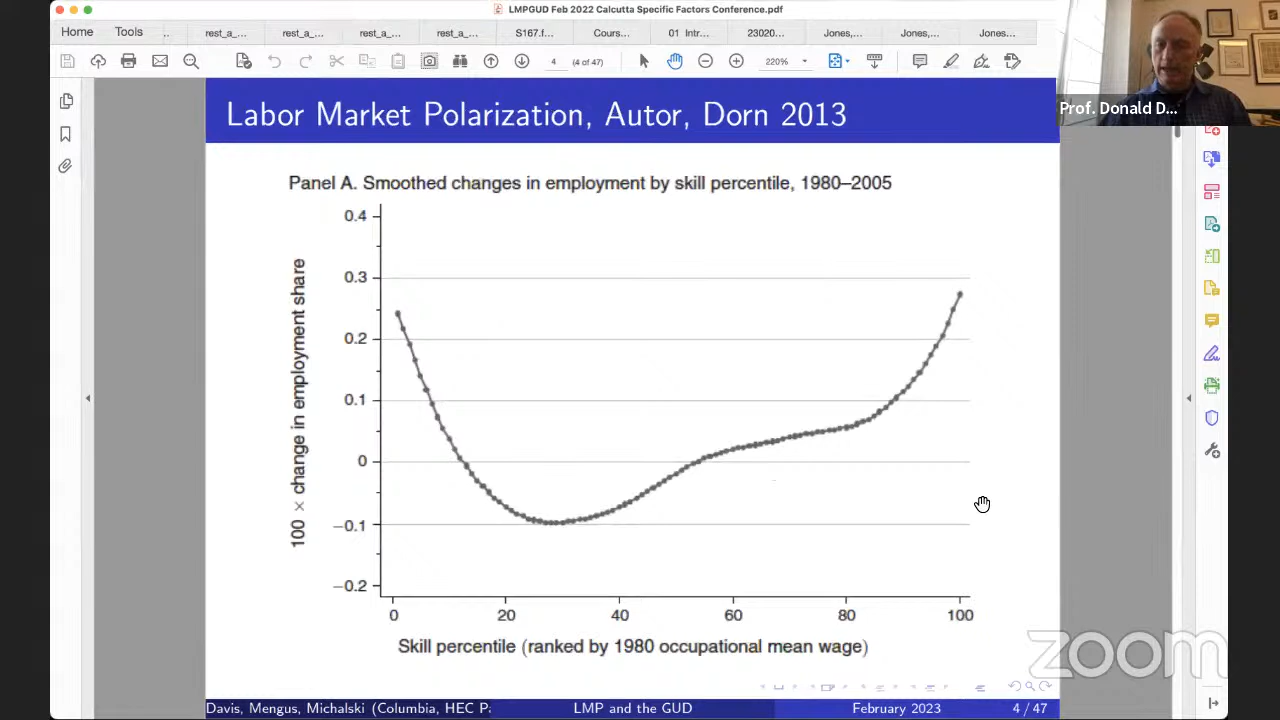 LMPGUD Feb 2022 Calcutta Specific Factors Conference.pdf
Home Tools .. rest_a_... rest_a_... rest_a_... rest_a_... S167.f... Cours... 01 Intr... 23020... Jones,... Jones,... Jones...
4 (4 of 47) 220%
Prof. Donald D...
Labor Market Polarization, Autor, Dorn 2013
Panel A. Smoothed changes in employment by skill percentile, 1980–2005
100 × change in employment share
0.4
0.3
0.2
0.1
0
−0.1
−0.2
0 20 40 60 80 100
Skill percentile (ranked by 1980 occupational mean wage)
zoom
Davis, Mengus, Michalski (Columbia, HEC Pa LMP and the GUD February 2023 4 / 47